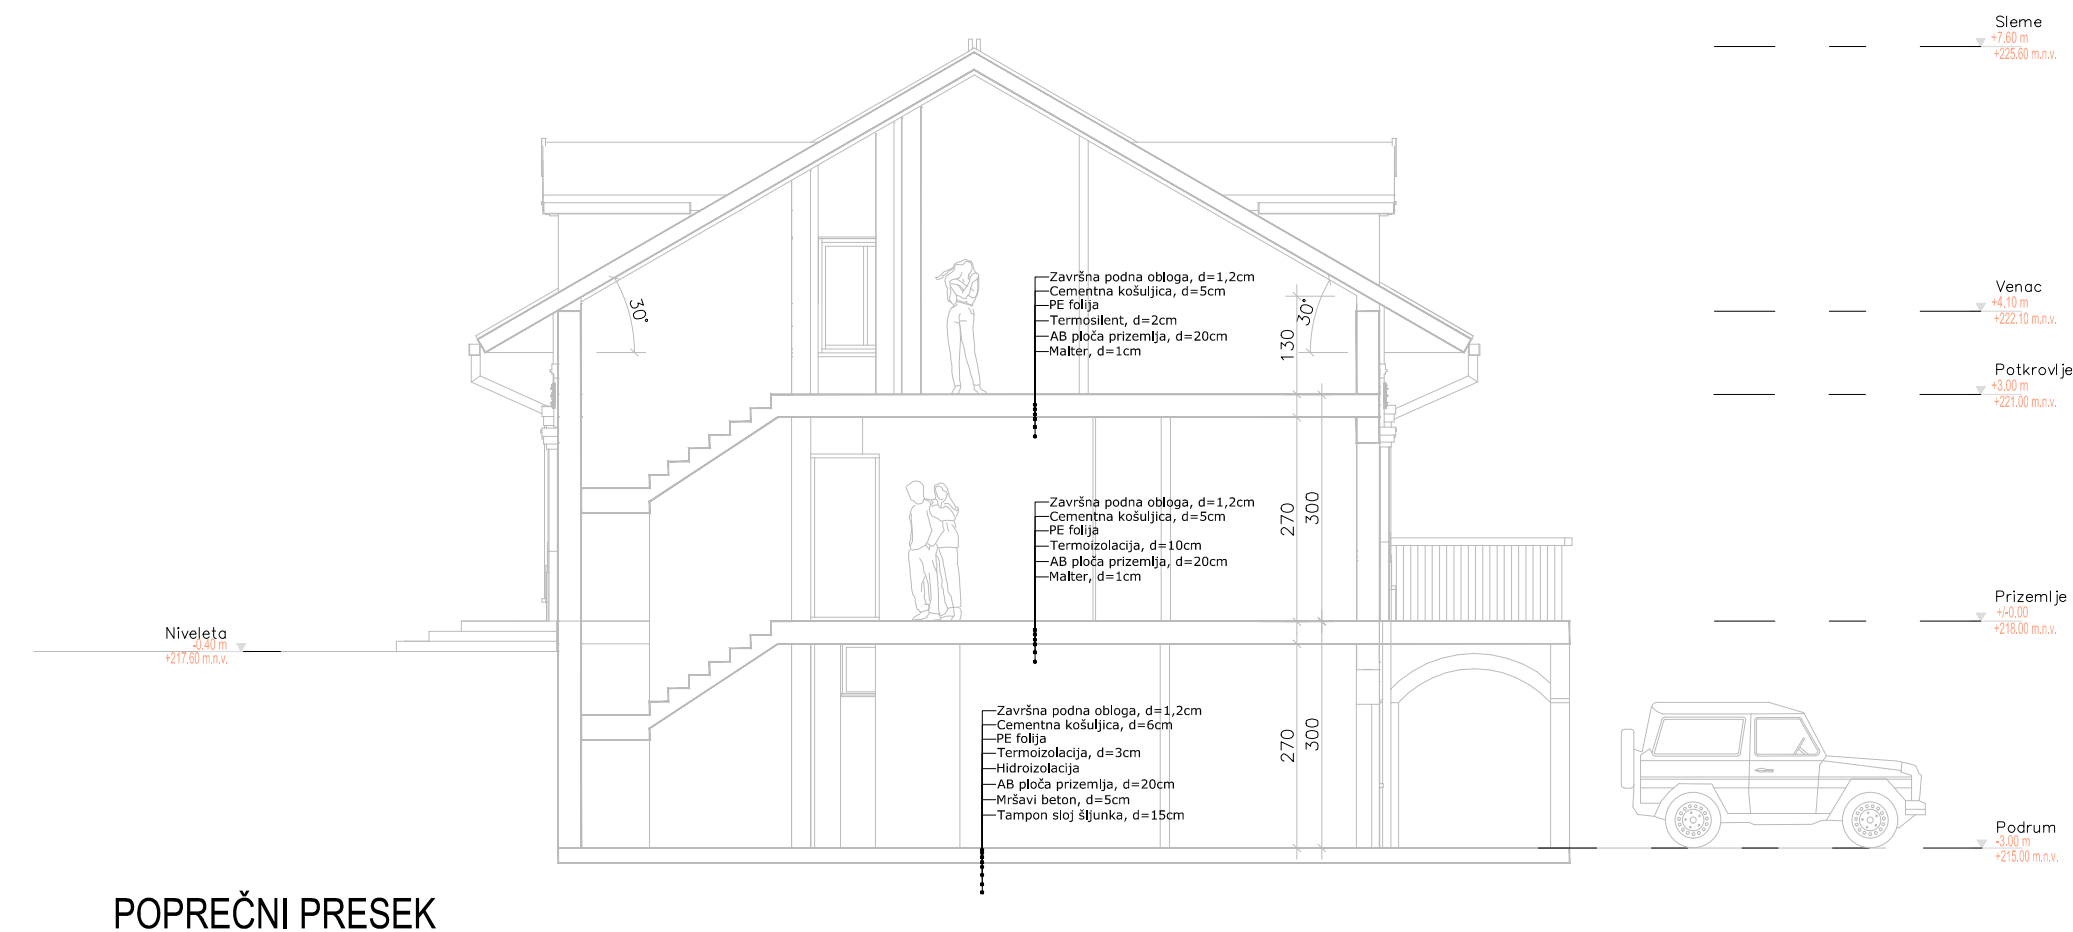 Sleme
+7.60 m
+225.60 m.n.v.
Završna podna obloga, d=1,2cm
Cementna košuljica, d=5cm
PE folija
Termosilent, d=2cm
AB ploča prizemlja, d=20cm
Malter, d=1cm
30°
30°
130
Venac
+4.10 m
+222.10 m.n.v.
Potkrovlje
+3.00 m
+221.00 m.n.v.
Završna podna obloga, d=1,2cm
Cementna košuljica, d=5cm
PE folija
Termoizolacija, d=10cm
AB ploča prizemlja, d=20cm
Malter, d=1cm
270
300
Prizemlje
+/-0.00
+218.00 m.n.v.
Niveleta
-0.40 m
+217.60 m.n.v.
Završna podna obloga, d=1,2cm
Cementna košuljica, d=6cm
PE folija
Termoizolacija, d=3cm
Hidroizolacija
AB ploča prizemlja, d=20cm
Mršavi beton, d=5cm
Tampon sloj šljunka, d=15cm
270
300
Podrum
-3.00 m
+215.00 m.n.v.
POPREČNI PRESEK